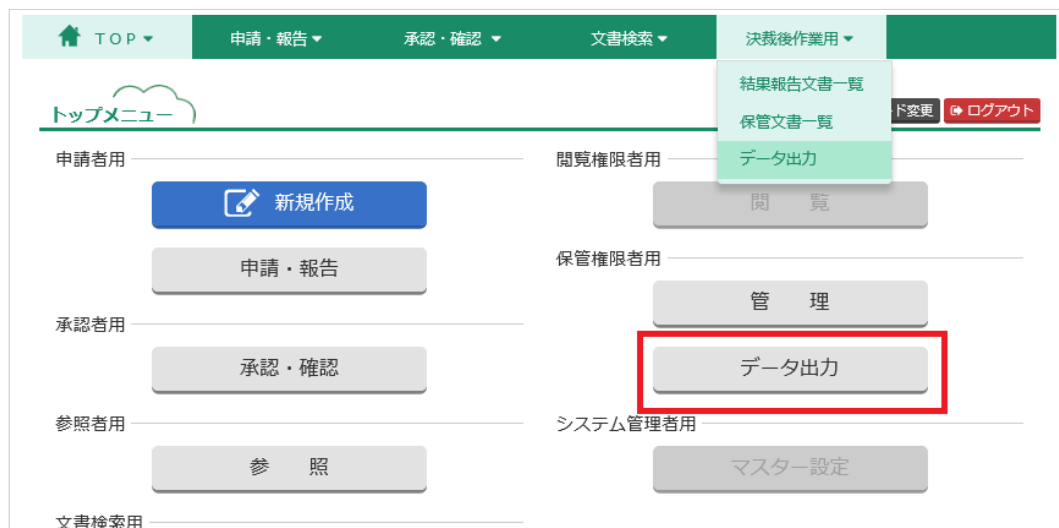 TOP▼ 申請・報告▼ 承認・確認 ▼ 文書検索▼ 決裁後作業用▼
結果報告文書一覧
保管文書一覧
データ出力
トップメニュー
ド変更 ログアウト
申請者用
新規作成
申請・報告
承認者用
承認・確認
参照者用
参 照
文書検索用
閲覧権限者用
閲 覧
保管権限者用
管 理
データ出力
システム管理者用
マスター設定